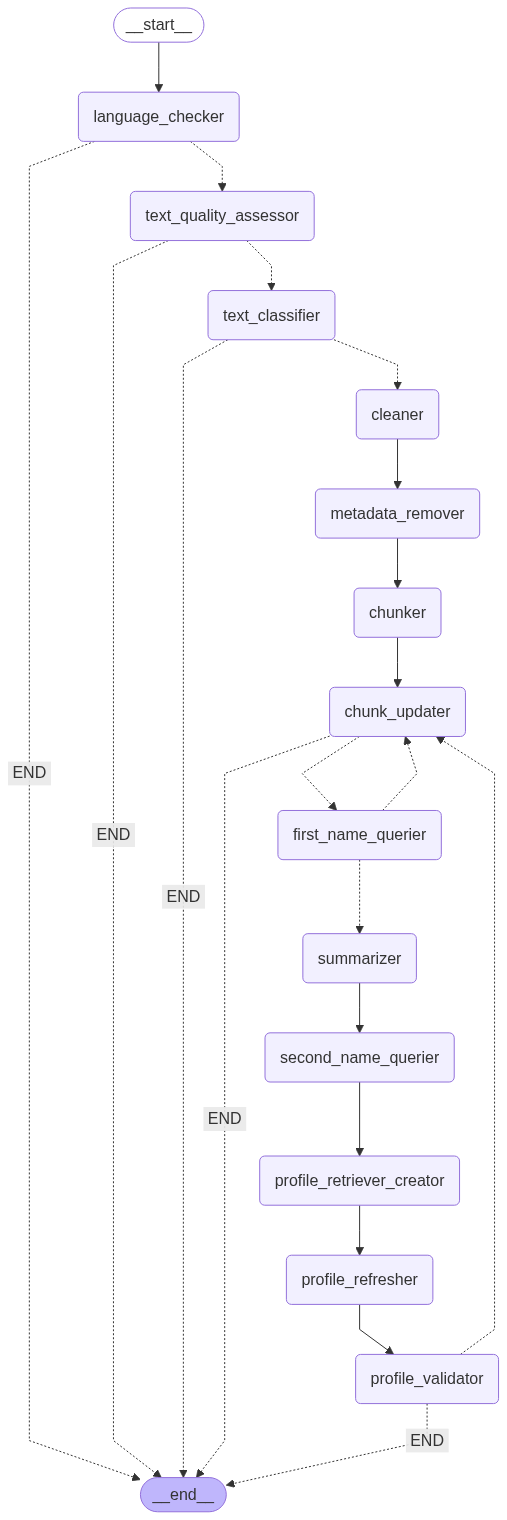 __start__
language_checker
text_quality_assessor
text_classifier
cleaner
metadata_remover
chunker
chunk_updater
END
first_name_querier
END
END
summarizer
second_name_querier
END
profile_retriever_creator
profile_refresher
profile_validator
END
__end__